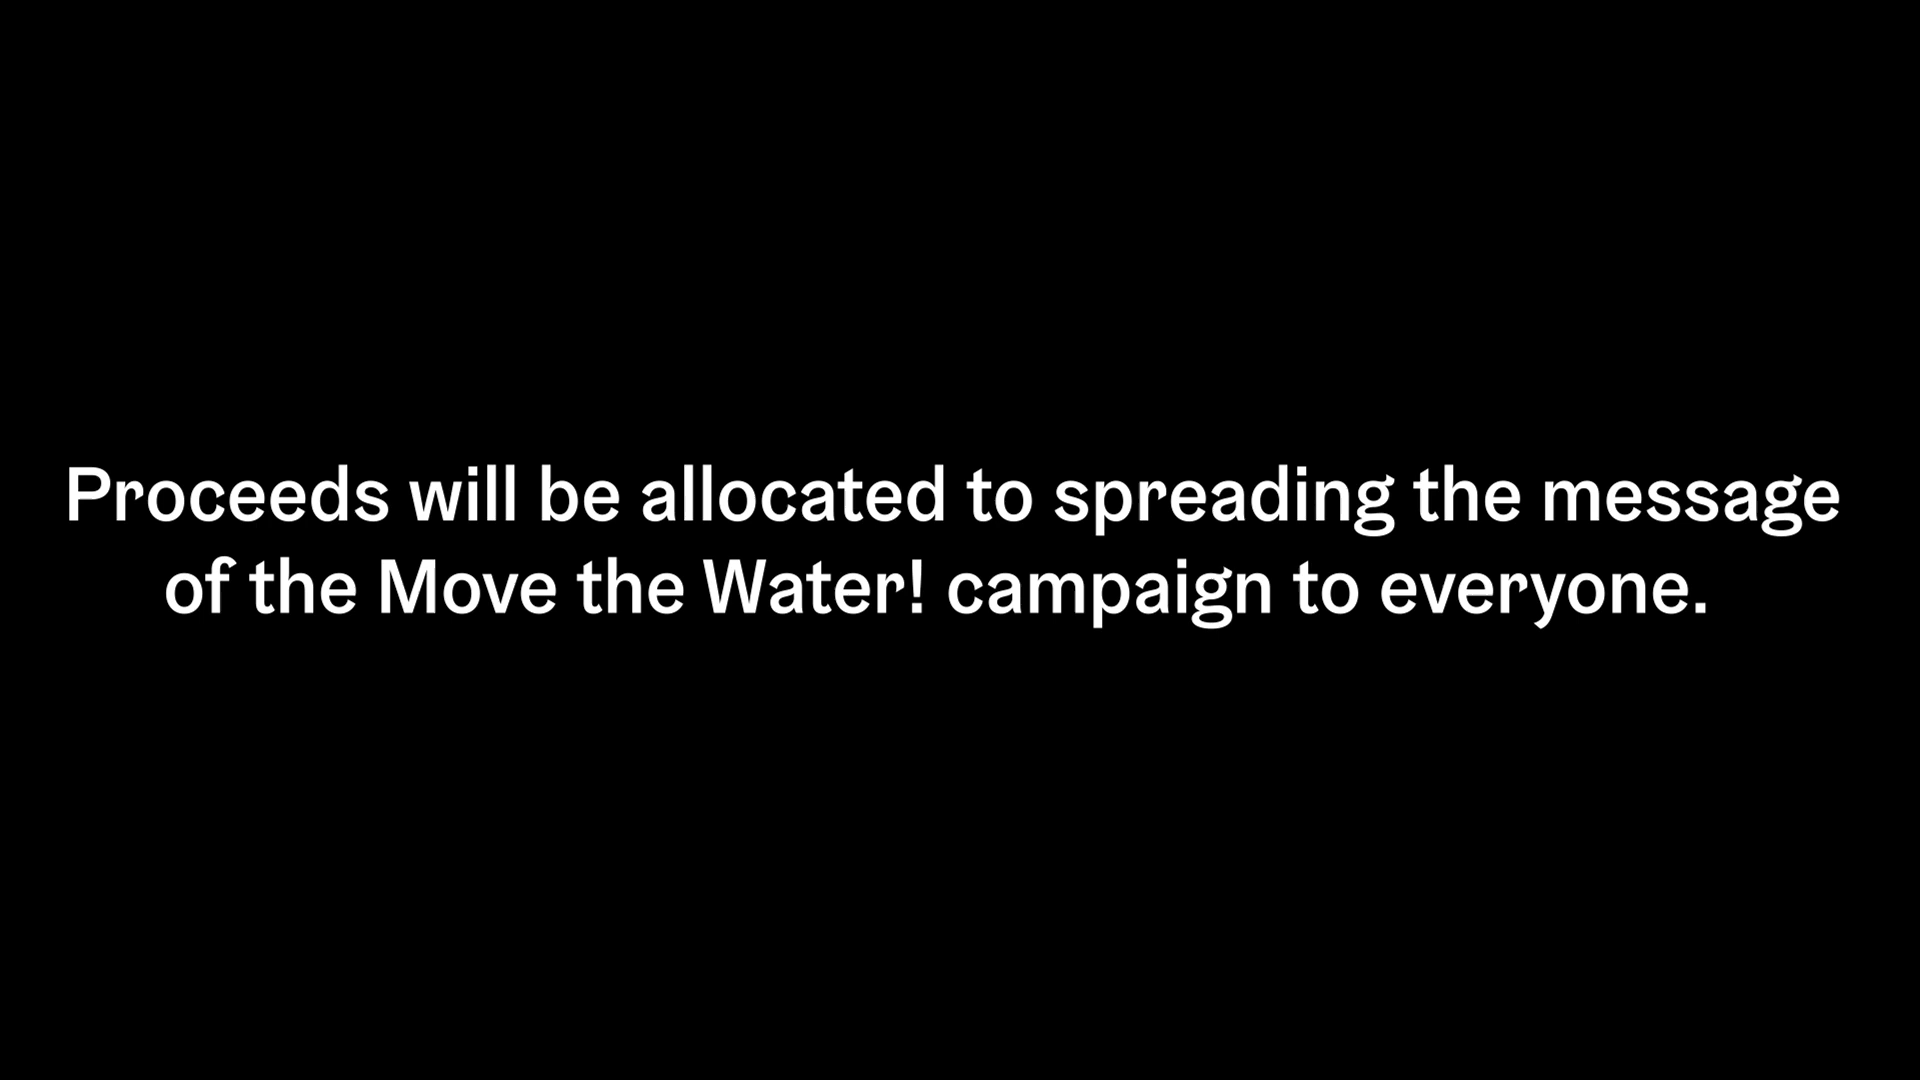 Proceeds will be allocated to spreading the message
of the Move the Water! campaign to everyone.